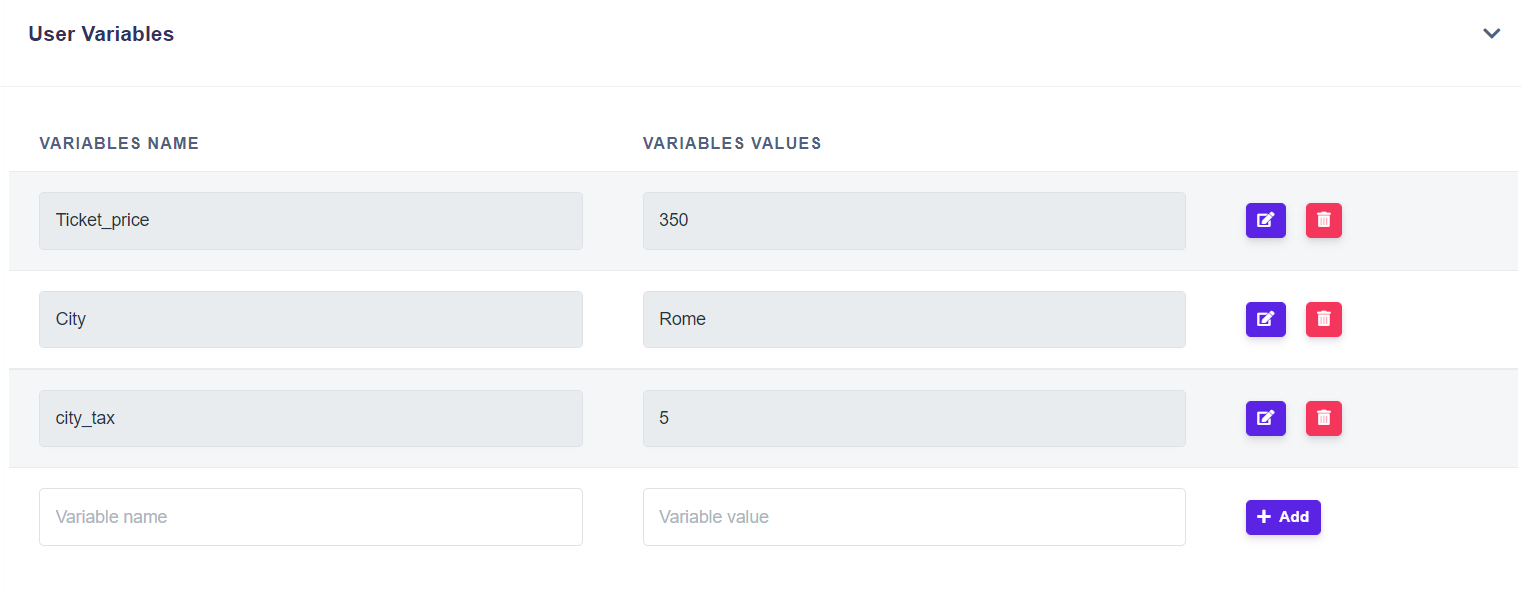 User Variables
VARIABLES NAME VARIABLES VALUES
Ticket_price 350
City Rome
city_tax 5
Variable name Variable value Add